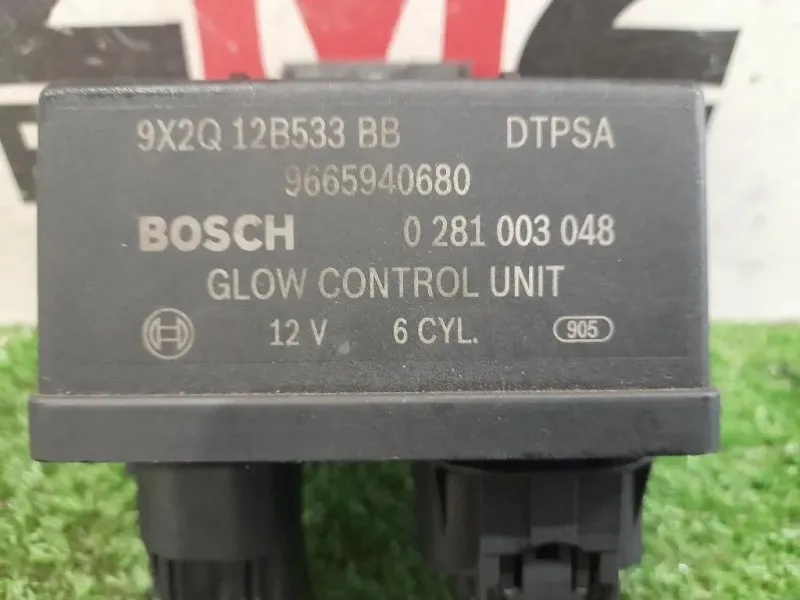 9X2Q 12B533 BB DTPSA
9665940680
BOSCH 0 281 003 048
GLOW CONTROL UNIT
12 V 6 CYL. 905